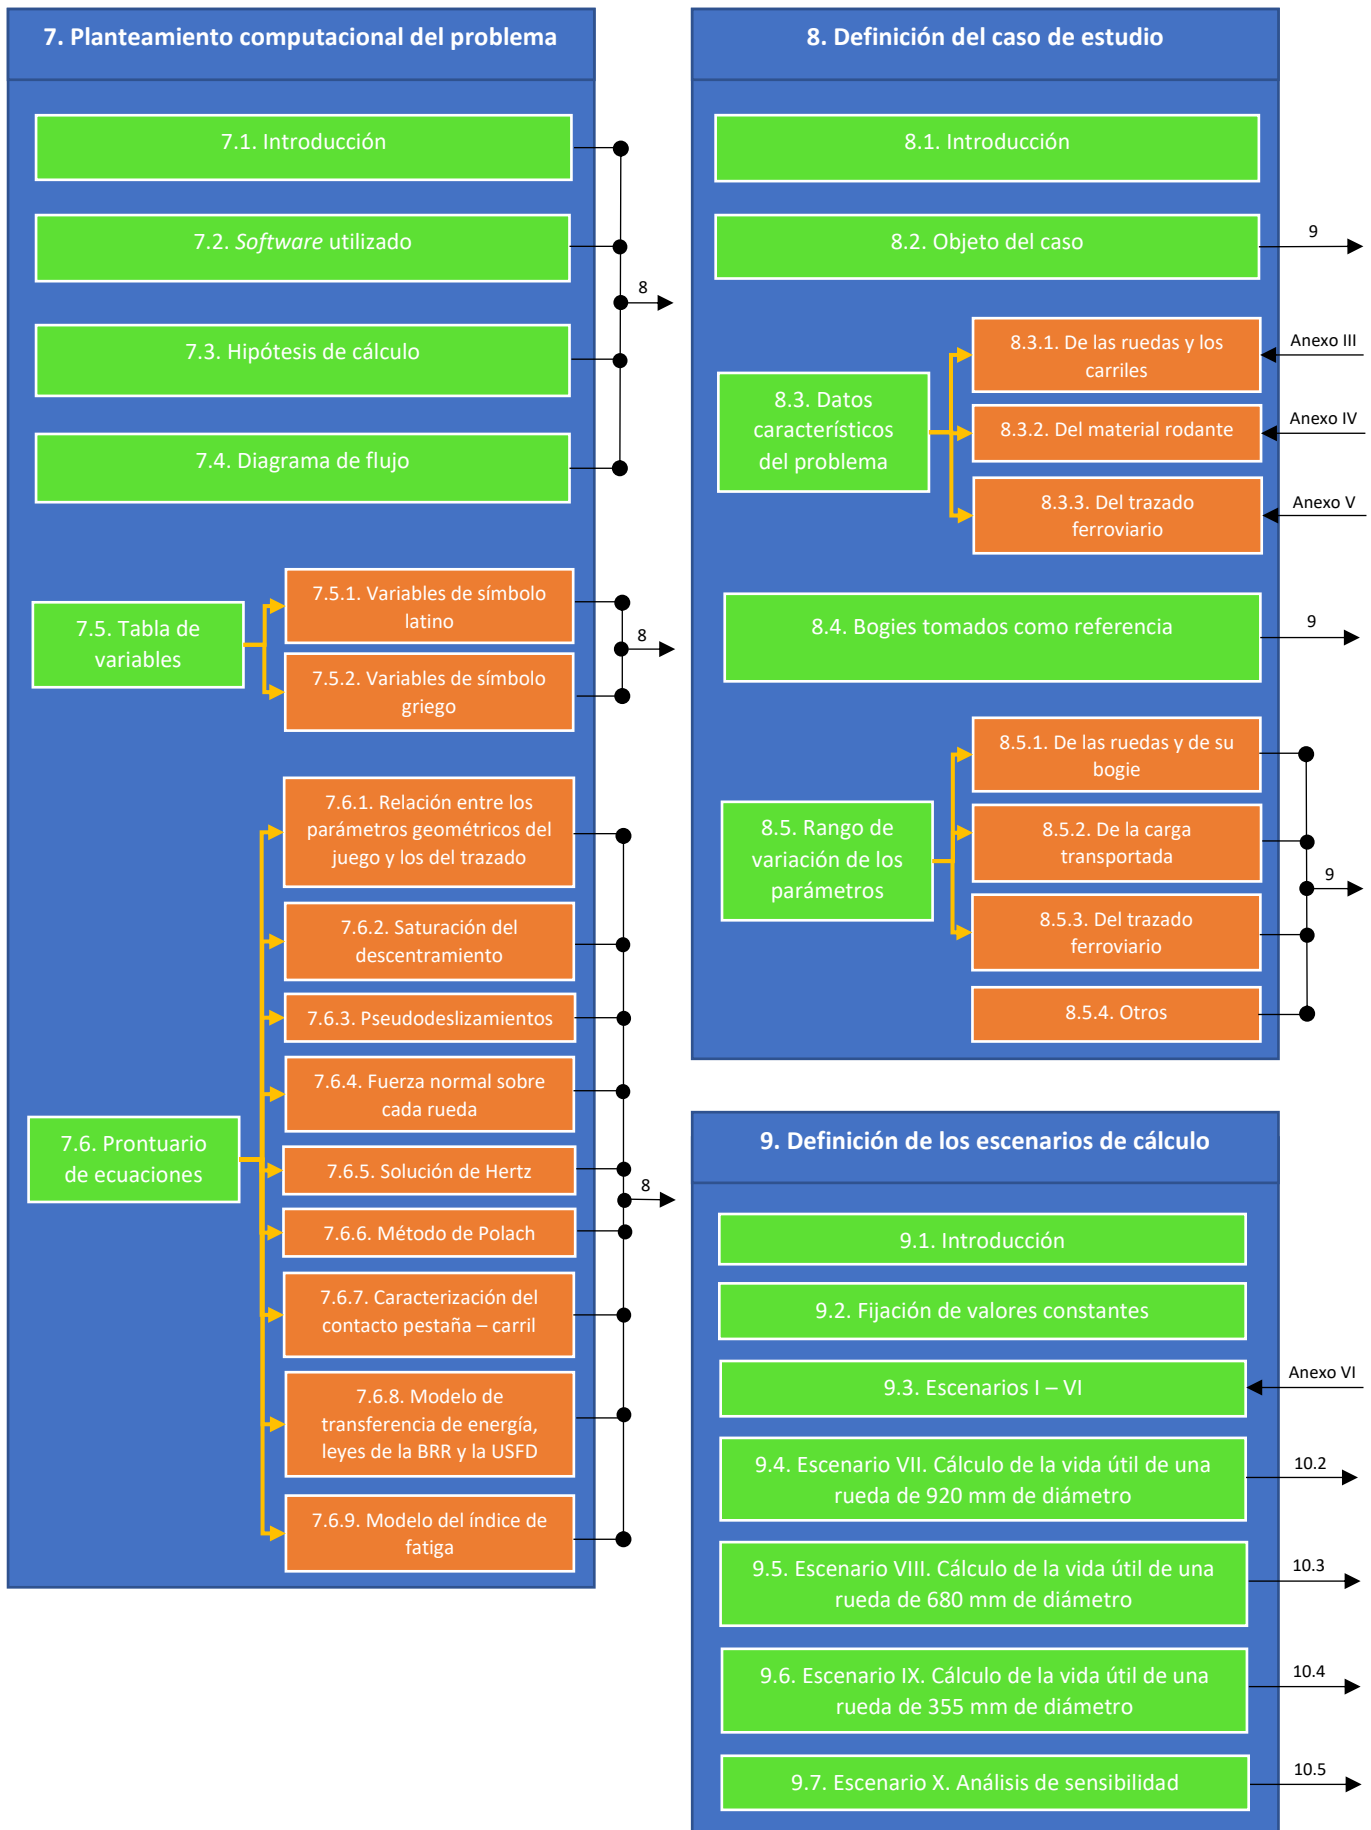 7. Planteamiento computacional del problema
7.1. Introducción
7.2. Software utilizado
7.3. Hipótesis de cálculo
7.4. Diagrama de flujo
8
7.5. Tabla de
variables
7.5.1. Variables de símbolo
latino
7.5.2. Variables de símbolo
griego
8
7.6. Prontuario
de ecuaciones
7.6.1. Relación entre los
parámetros geométricos del
juego y los del trazado
7.6.2. Saturación del
descentramiento
7.6.3. Pseudodeslizamientos
7.6.4. Fuerza normal sobre
cada rueda
7.6.5. Solución de Hertz
7.6.6. Método de Polach
7.6.7. Caracterización del
contacto pestaña – carril
7.6.8. Modelo de
transferencia de energía,
leyes de la BRR y la USFD
7.6.9. Modelo del índice de
fatiga
8
8. Definición del caso de estudio
8.1. Introducción
8.2. Objeto del caso
9
8.3. Datos
característicos
del problema
8.3.1. De las ruedas y los
carriles
Anexo III
8.3.2. Del material rodante
Anexo IV
8.3.3. Del trazado
ferroviario
Anexo V
8.4. Bogies tomados como referencia
9
8.5. Rango de
variación de los
parámetros
8.5.1. De las ruedas y de su
bogie
8.5.2. De la carga
transportada
8.5.3. Del trazado
ferroviario
8.5.4. Otros
9
9. Definición de los escenarios de cálculo
9.1. Introducción
9.2. Fijación de valores constantes
9.3. Escenarios I – VI
Anexo VI
9.4. Escenario VII. Cálculo de la vida útil de una
rueda de 920 mm de diámetro
10.2
9.5. Escenario VIII. Cálculo de la vida útil de una
rueda de 680 mm de diámetro
10.3
9.6. Escenario IX. Cálculo de la vida útil de una
rueda de 355 mm de diámetro
10.4
9.7. Escenario X. Análisis de sensibilidad
10.5